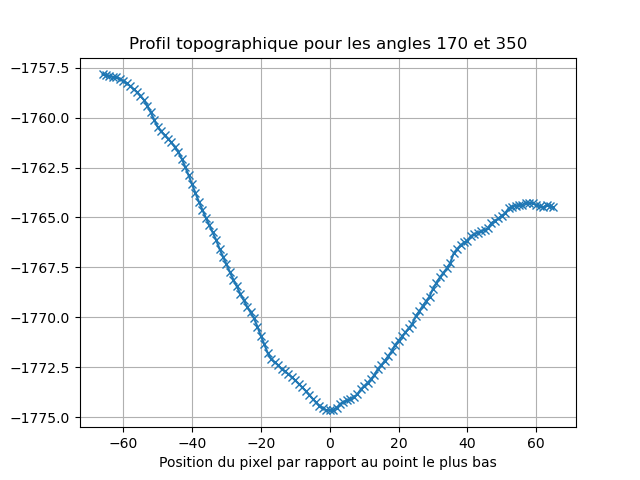 Profil topographique pour les angles 170 et 350
−1757.5
−1760.0
−1762.5
−1765.0
−1767.5
−1770.0
−1772.5
−1775.0
−60 −40 −20 0 20 40 60
Position du pixel par rapport au point le plus bas